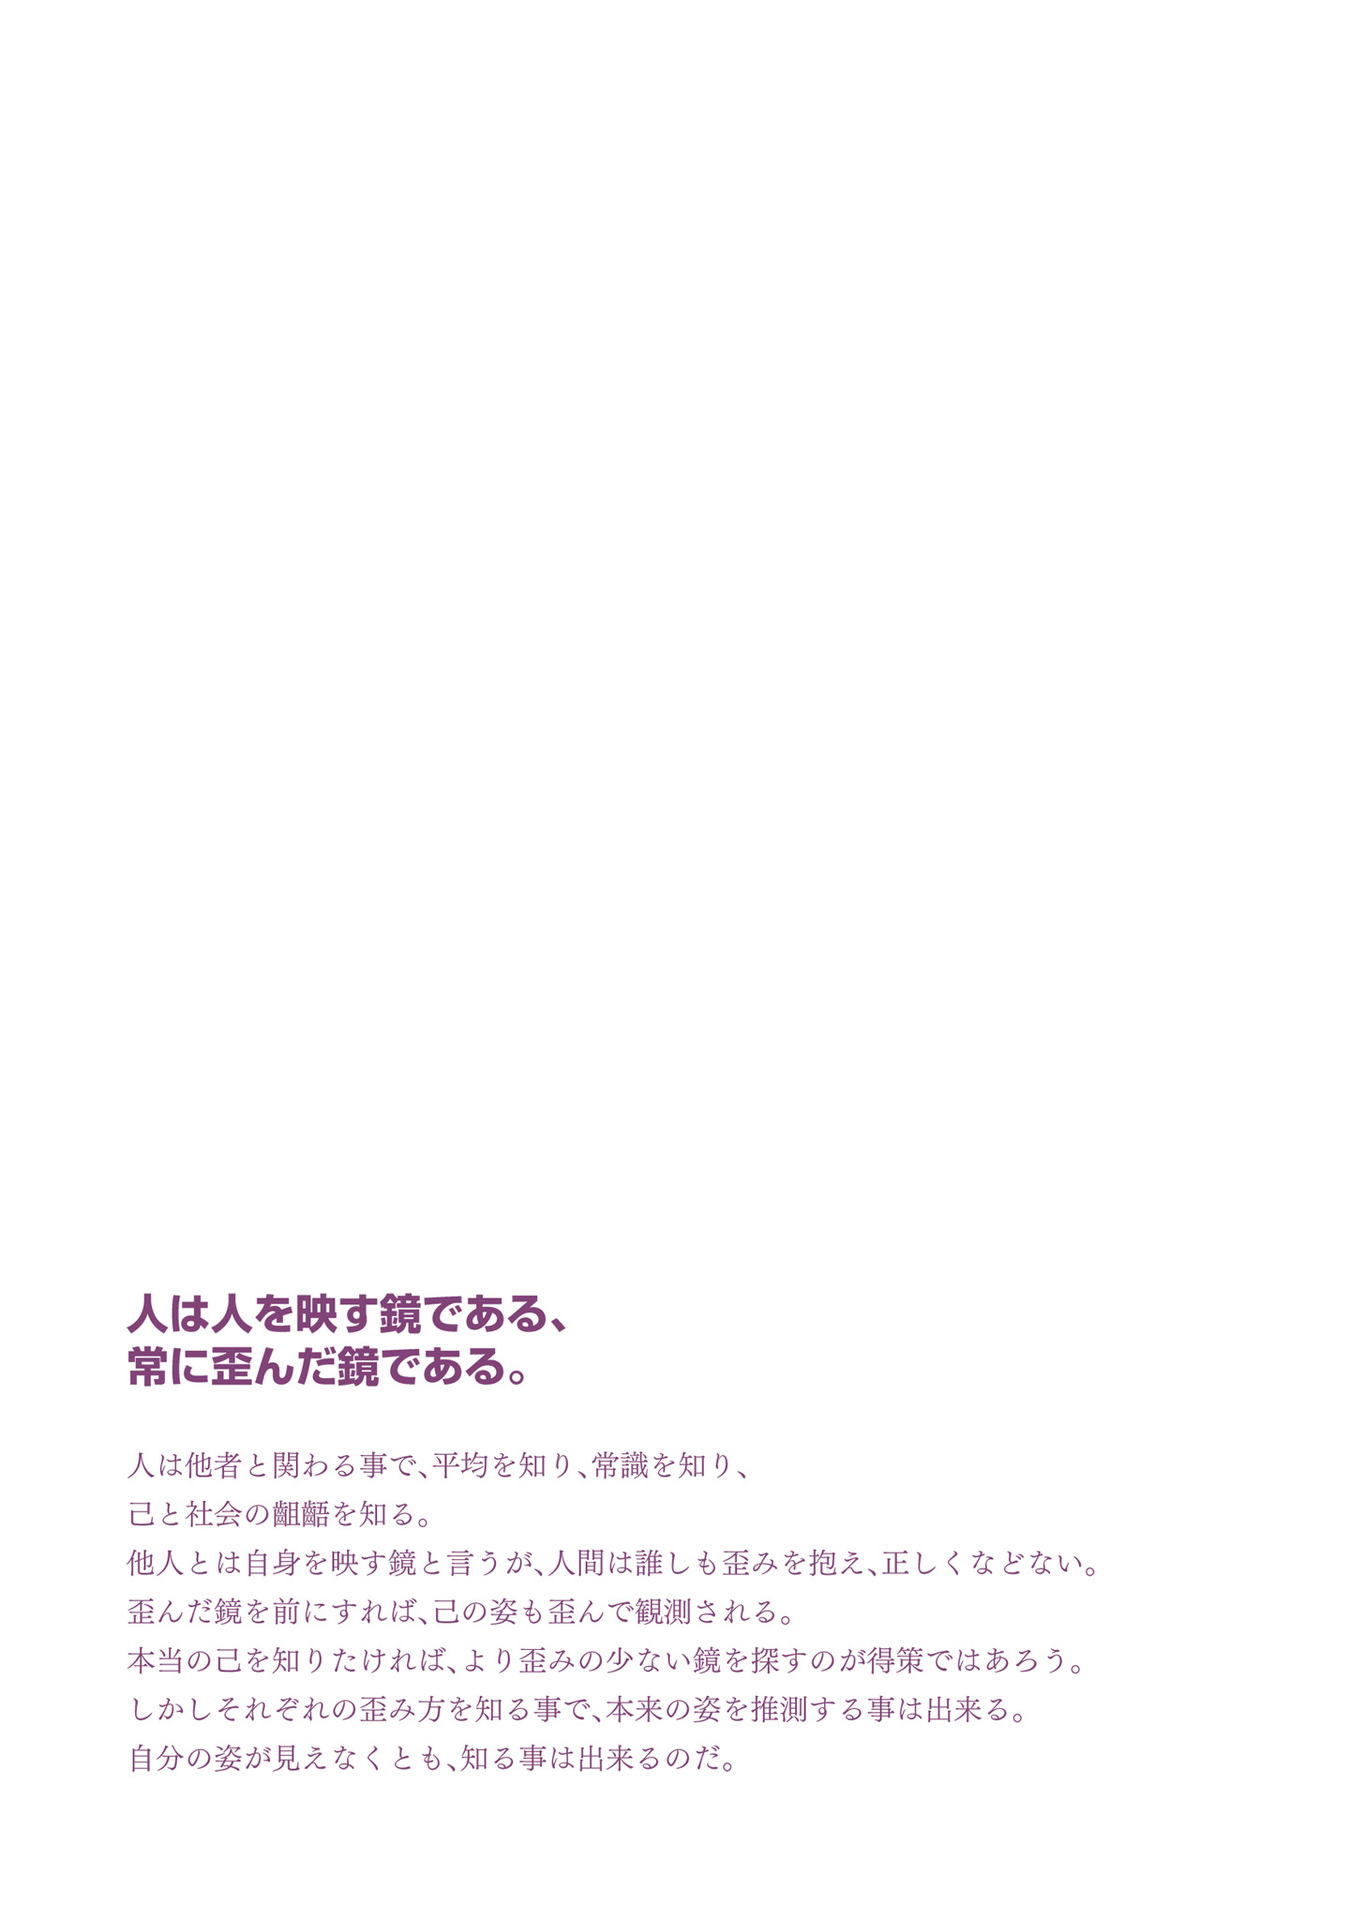 人は人を映す鏡である、
常に歪んだ鏡である。
人は他者と関わる事で、平均を知り、常識を知り、
己と社会の齟齬を知る。
他人とは自身を映す鏡と言うが、人間は誰しも歪みを抱え、正しくなどない。
歪んだ鏡を前にすれば、己の姿も歪んで観測される。
本当の己を知りたければ、より歪みの少ない鏡を探すのが得策ではあろう。
しかしそれぞれの歪み方を知る事で、本来の姿を推測する事は出来る。
自分の姿が見えなくとも、知る事は出来るのだ。